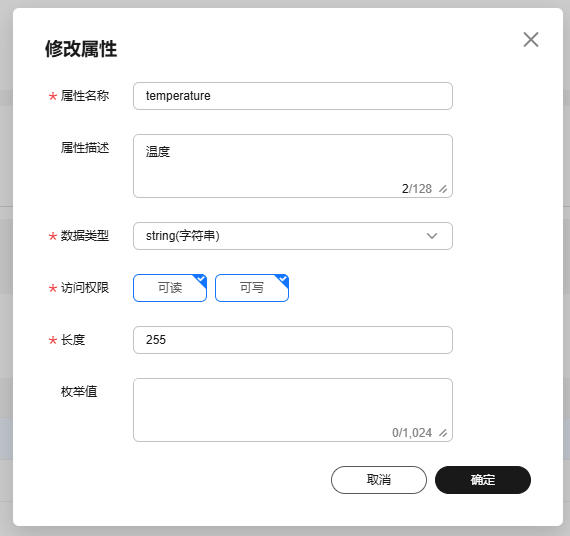 修改属性
* 属性名称 temperature
属性描述 温度
2/128
* 数据类型 string(字符串)
* 访问权限 可读 可写
* 长度 255
枚举值
0/1,024
取消 确定